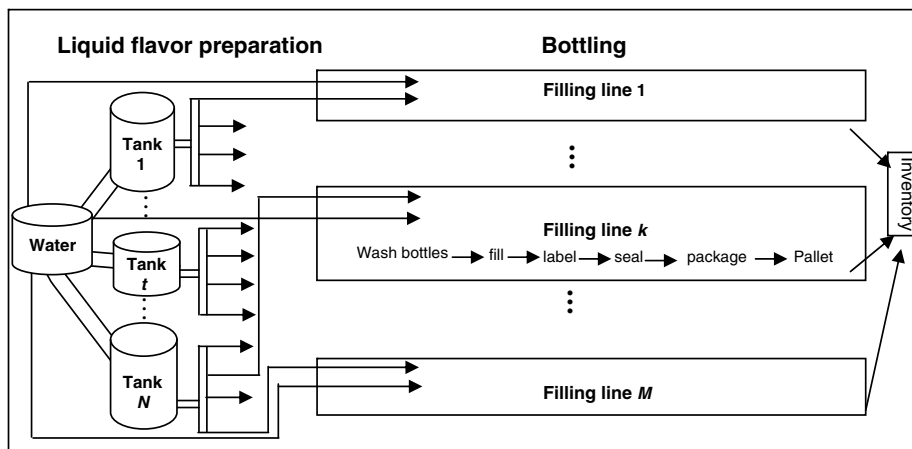 Liquid flavor preparation
Bottling
Filling line 1
Tank
1
Inventory
Filling line k
Water
Wash bottles fill label seal package Pallet
Tank
t
Tank
N
Filling line M